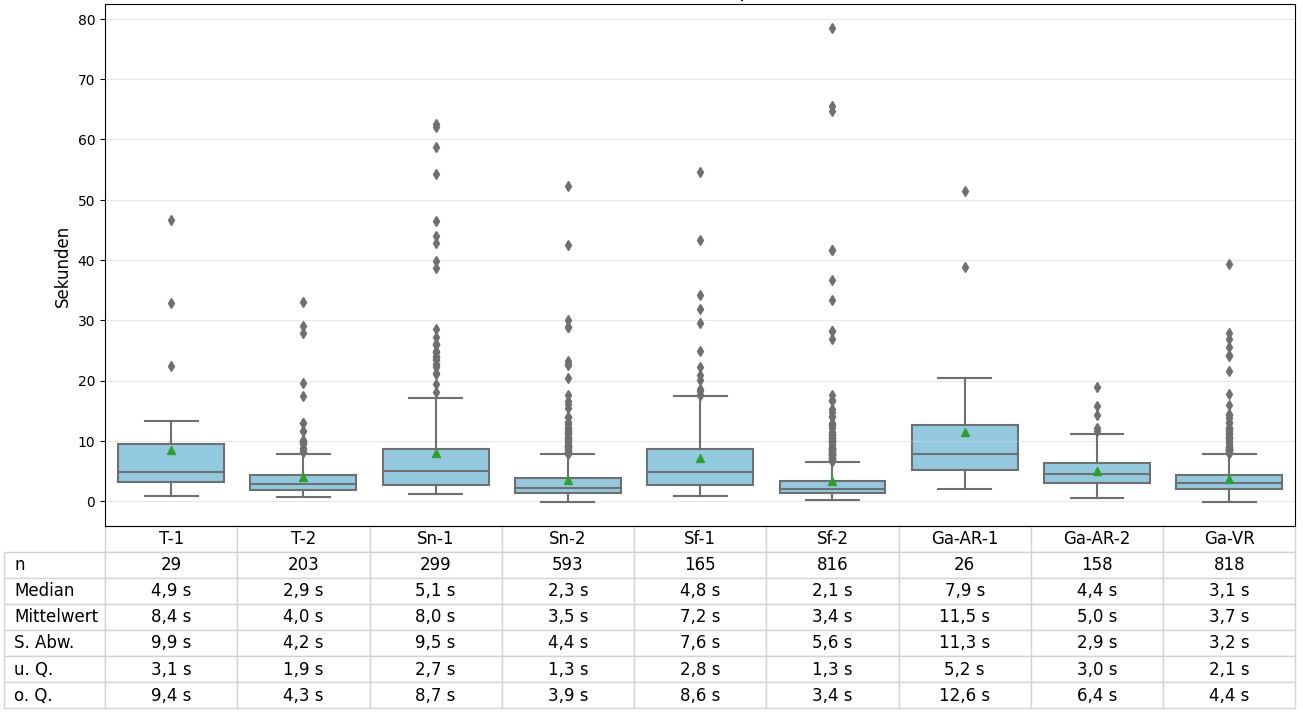 80
70
60
50
40
30
20
10
0
Sekunden
T-1 T-2 Sn-1 Sn-2 Sf-1 Sf-2 Ga-AR-1 Ga-AR-2 Ga-VR
n 29 203 299 593 165 816 26 158 818
Median 4,9 s 2,9 s 5,1 s 2,3 s 4,8 s 2,1 s 7,9 s 4,4 s 3,1 s
Mittelwert 8,4 s 4,0 s 8,0 s 3,5 s 7,2 s 3,4 s 11,5 s 5,0 s 3,7 s
S. Abw. 9,9 s 4,2 s 9,5 s 4,4 s 7,6 s 5,6 s 11,3 s 2,9 s 3,2 s
u. Q. 3,1 s 1,9 s 2,7 s 1,3 s 2,8 s 1,3 s 5,2 s 3,0 s 2,1 s
o. Q. 9,4 s 4,3 s 8,7 s 3,9 s 8,6 s 3,4 s 12,6 s 6,4 s 4,4 s